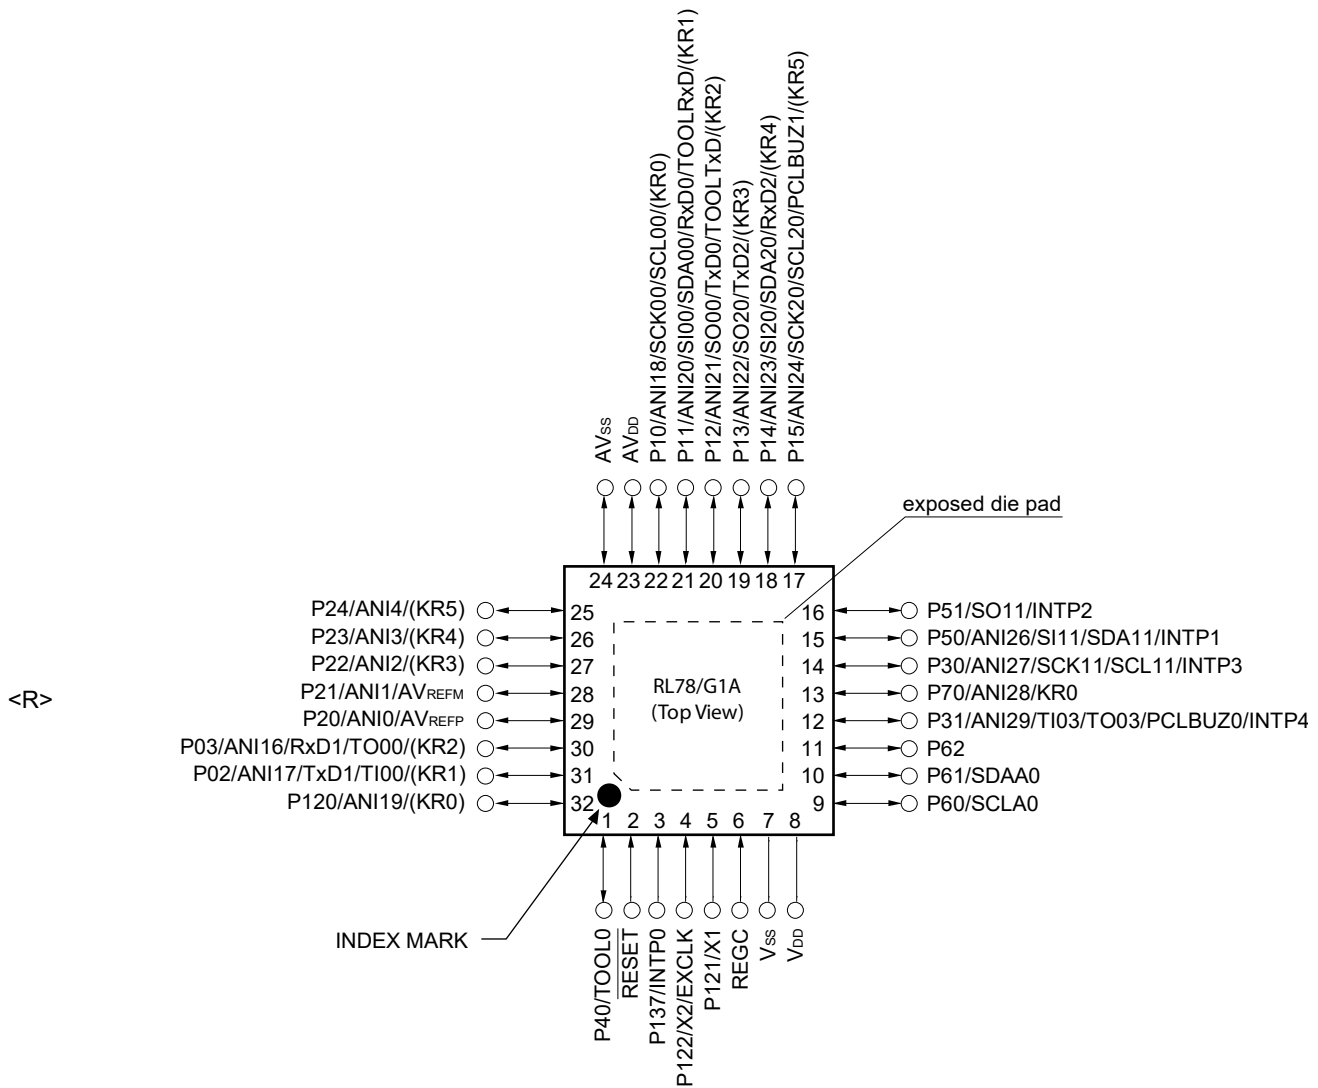 AVSS
AVDD
P10/ANI18/SCK00/SCL00/(KR0)
P11/ANI20/SI00/SDA00/RxD0/TOOLRxD/(KR1)
P12/ANI21/SO00/TxD0/TOOLTxD/(KR2)
P13/ANI22/SO20/TxD2/(KR3)
P14/ANI23/SI20/SDA20/RxD2/(KR4)
P15/ANI24/SCK20/SCL20/PCLBUZ1/(KR5)
exposed die pad
24 23 22 21 20 19 18 17
P24/ANI4/(KR5) 25
P23/ANI3/(KR4) 26
P22/ANI2/(KR3) 27
P21/ANI1/AVREFM 28
P20/ANI0/AVREFP 29
P03/ANI16/RxD1/TO00/(KR2) 30
P02/ANI17/TxD1/TI00/(KR1) 31
P120/ANI19/(KR0) 32
<R>
RL78/G1A
(Top View)
16 P51/SO11/INTP2
15 P50/ANI26/SI11/SDA11/INTP1
14 P30/ANI27/SCK11/SCL11/INTP3
13 P70/ANI28/KR0
12 P31/ANI29/TI03/TO03/PCLBUZ0/INTP4
11 P62
10 P61/SDAA0
9 P60/SCLA0
1 2 3 4 5 6 7 8
INDEX MARK
P40/TOOL0
RESET
P137/INTP0
P122/X2/EXCLK
P121/X1
REGC
VSS
VDD